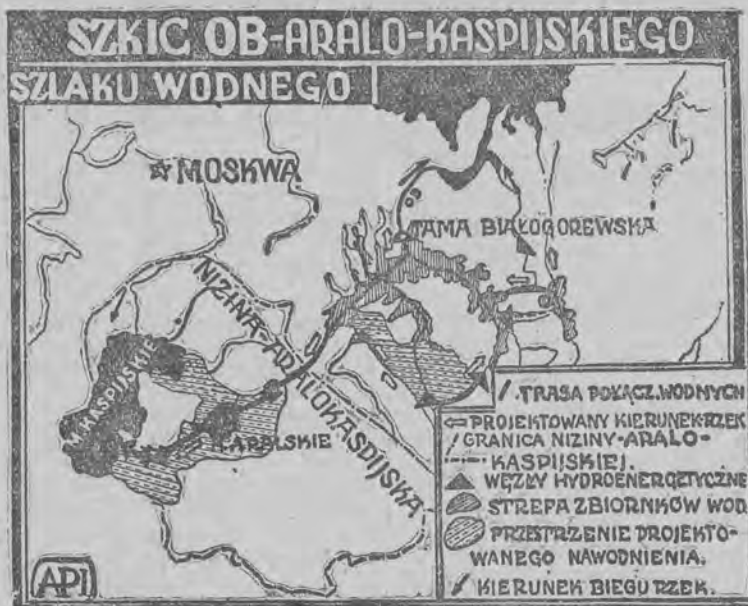 SZKIC OB-ARALO-KASPIJSKIEGO
SZLAKU WODNEGO
MOSKWA
TAMA BIAŁOGOREWSKA
NIZINA-ARALOKASPIJSKA
M. KASPIJSKIE
ARALSKIE
TRASA POŁĄCZ. WODNYCH
PROJEKTOWANY KIERUNEK RZEK
GRANICA NIZINY-ARALO-
KASPIJSKIEJ.
WĘZŁY HYDROENERGETYCZNE
STREFA ZBIORNKÓW WOD.
PRZESTRZENIE PROJEKTO-
WANEGO NAWODNIENIA.
KIERUNEK BIEGU RZEK.
API